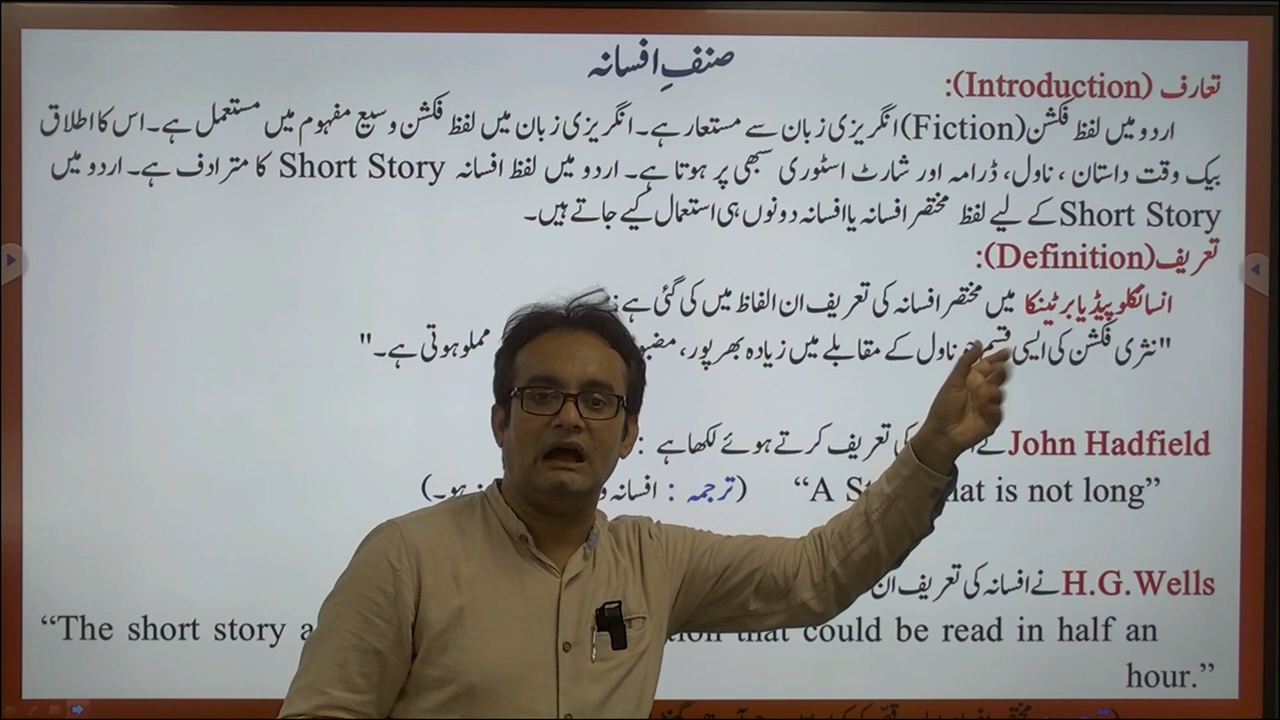 صنفِ افسانہ
تعارف (Introduction):
اردو میں لفظ فکشن(Fiction)انگریزی زبان سے مستعار ہے۔انگریزی زبان میں لفظ فکشن وسیع مفہوم میں مستعمل ہے۔اس کا اطلاق
بیک وقت داستان ، ناول، ڈرامہ اور شارٹ اسٹوری سبھی پر ہوتا ہے۔ اردو میں لفظ افسانہ Short Story کا مترادف ہے۔ اردو میں
Short Story کے لیے لفظ مختصر افسانہ یا افسانہ دونوں ہی استعمال کیے جاتے ہیں۔
تعریف(Definition):
انسائکلوپیڈیا برٹینکا میں مختصر افسانہ کی تعریف ان الفاظ میں کی گئی ہے:
"نثری فکشن کی ایسی قسم ناول کے مقابلے میں زیادہ بھرپور، مملو ہوتی ہے۔"
John Hadfield نے کی تعریف کرتے ہوئے لکھا ہے :
“A that is not long” (ترجمہ : افسانہ ہو۔)
H.G.Wells نے افسانہ کی تعریف ان
“The short story that could be read in half an
hour.”